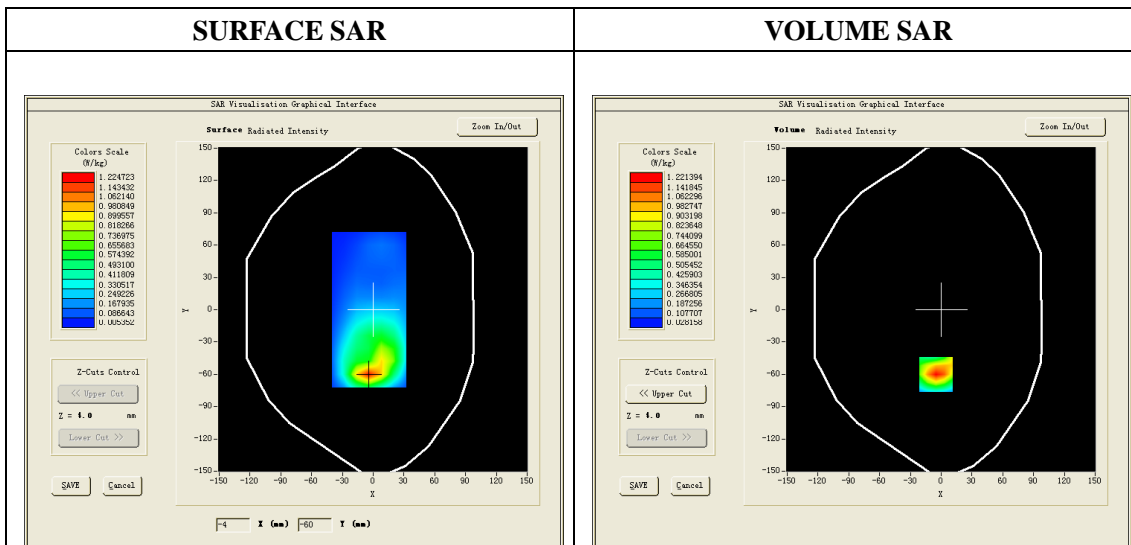 SURFACE SAR
VOLUME SAR
SAR Visualisation Graphical Interface
Surface Radiated Intensity
Zoom In/Out
Colors Scale
(W/kg)
1.224723
1.143432
1.062140
0.980849
0.899557
0.818266
0.736975
0.655683
0.574392
0.493100
0.411809
0.330517
0.249226
0.167935
0.086643
0.005352
150
120
90
60
30
0
-30
-60
-90
-120
-150
Y
-150 -120 -90 -60 -30 0 30 60 90 120 150
X
Z-Cuts Control
<< Upper Cut
Z = 4.0 mm
Lower Cut >>
SAVE Cancel
-4 X (mm) -60 Y (mm)
SAR Visualisation Graphical Interface
Volume Radiated Intensity
Zoom In/Out
Colors Scale
(W/kg)
1.221394
1.141845
1.062296
0.982747
0.903198
0.823648
0.744099
0.664550
0.585001
0.505452
0.425903
0.346354
0.266805
0.187256
0.107707
0.028158
150
120
90
60
30
0
-30
-60
-90
-120
-150
Y
-150 -120 -90 -60 -30 0 30 60 90 120 150
X
Z-Cuts Control
<< Upper Cut
Z = 4.0 mm
Lower Cut >>
SAVE Cancel